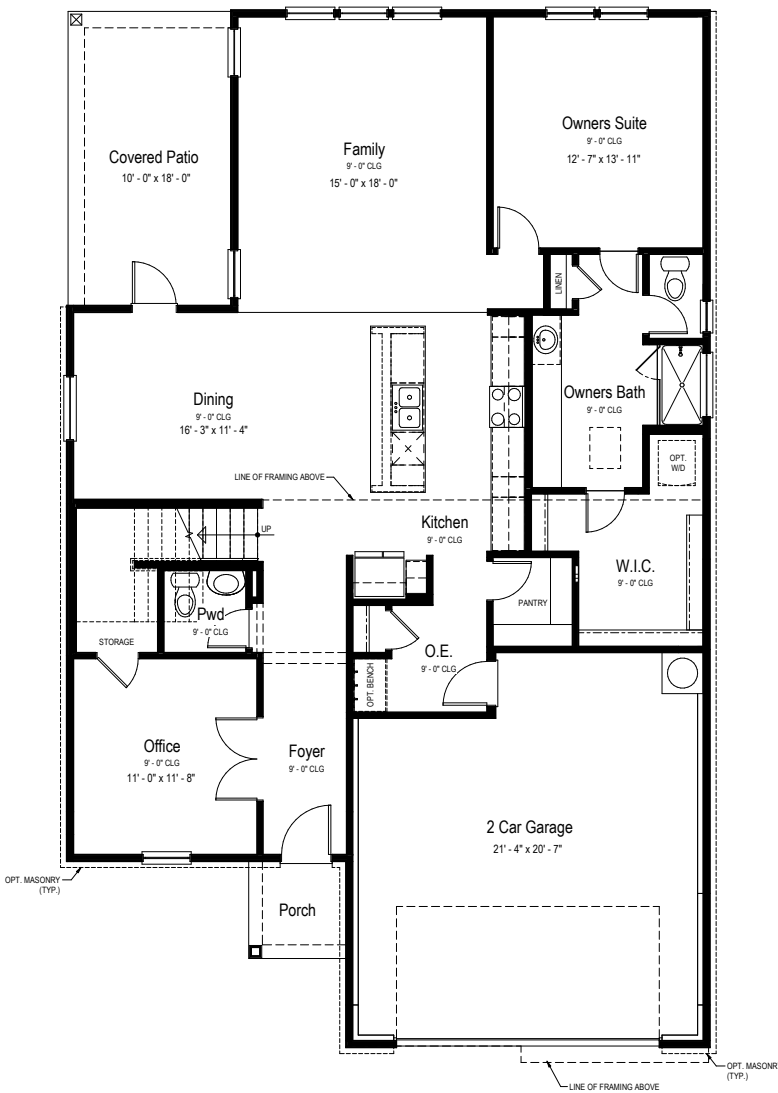 Covered Patio
10' - 0" x 18' - 0"
Family
9' - 0" CLG
15' - 0" x 18' - 0"
Owners Suite
9' - 0" CLG
12' - 7" x 13' - 11"
LINEN
Dining
9' - 0" CLG
16' - 3" x 11' - 4"
Owners Bath
9' - 0" CLG
OPT.
W/D
LINE OF FRAMING ABOVE
UP
Kitchen
9' - 0" CLG
W.I.C.
9' - 0" CLG
PANTRY
Pwd
9' - 0" CLG
STORAGE
O.E.
9' - 0" CLG
OPT. BENCH
Office
9' - 0" CLG
11' - 0" x 11' - 8"
Foyer
9' - 0" CLG
2 Car Garage
21' - 4" x 20' - 7"
OPT. MASONRY
(TYP.)
Porch
OPT. MASONR
(TYP.)
LINE OF FRAMING ABOVE